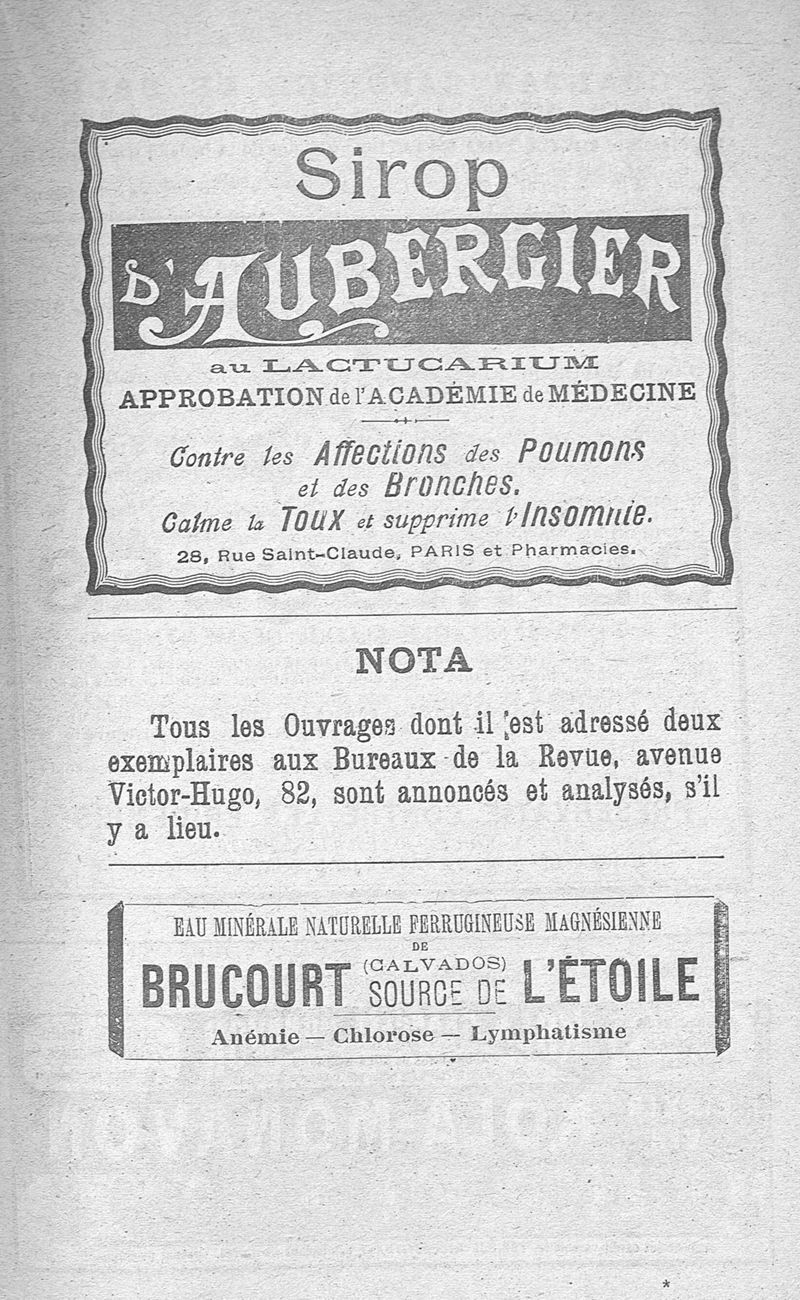 Sirop
D'AUBERGIER
au LACTUCARIUM
APPROBATION de l'ACADÉMIE de MÉDECINE
Contre les Affections des Poumons
et des Bronches.
Calme la Toux et supprime l'Insomnie.
28, Rue Saint-Claude, PARIS et Pharmacies.
NOTA
Tous les Ouvrages dont il est adressé deux
exemplaires aux Bureaux de la Revue, avenue
Victor-Hugo, 82, sont annoncés et analysés, s'il
y a lieu.
EAU MINÉRALE NATURELLE FERRUGINEUSE MAGNÉSIENNE
DE
BRUCOURT (CALVADOS) SOURCE DE L'ÉTOILE
Anémie — Chlorose — Lymphatisme
*